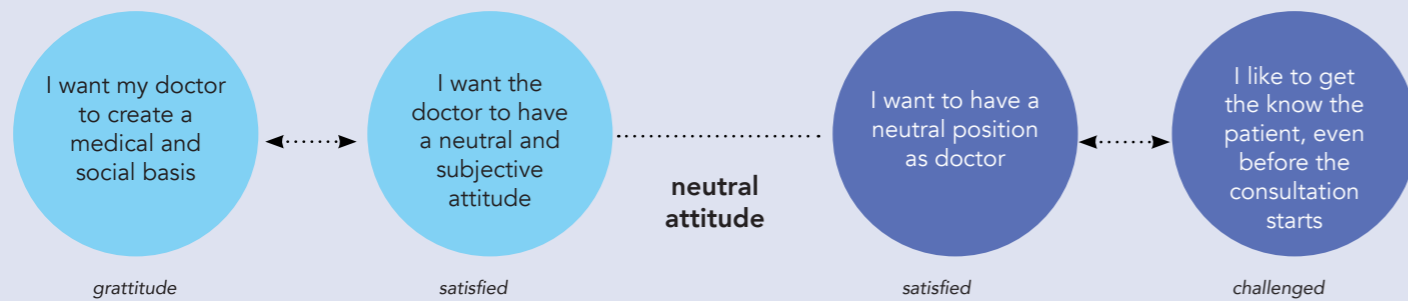 I want my doctor
to create a
medical and
social basis
I want the
doctor to have
a neutral and
subjective
attitude
neutral
attitude
I want to have a
neutral position
as doctor
I like to get
the know the
patient, even
before the
consultation
starts
grattitude
satisfied
satisfied
challenged